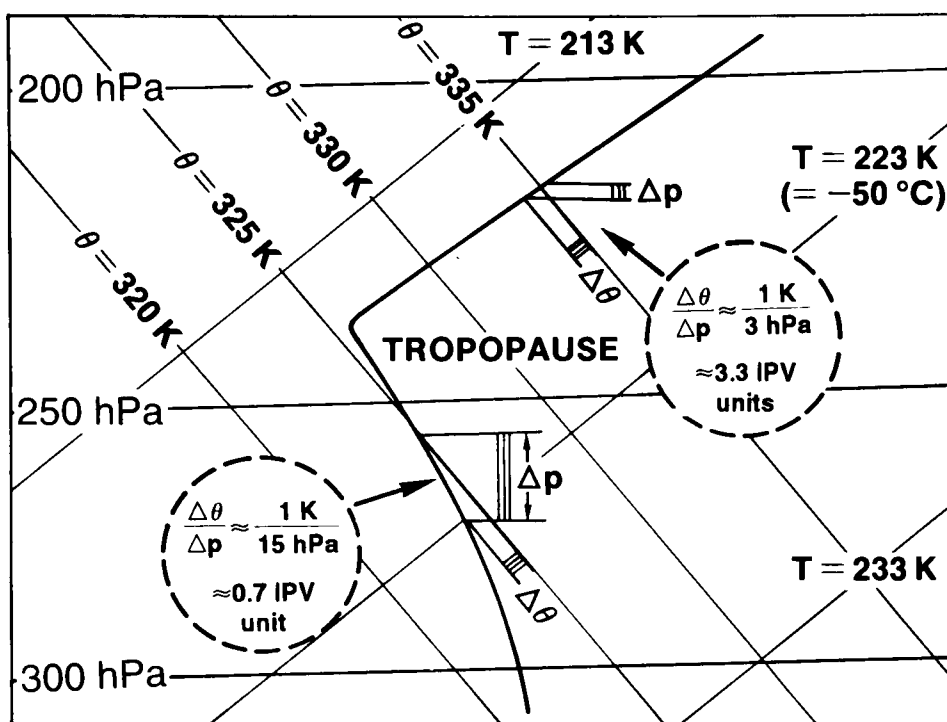 200 hPa
T = 213 K
θ = 335 K
θ = 330 K
θ = 325 K
θ = 320 K
T = 223 K
(= −50 °C)
Δp
Δθ
Δθ/Δp ≈ 1 K/3 hPa
≈3.3 IPV
units
TROPOPAUSE
250 hPa
Δp
Δθ/Δp ≈ 1 K/15 hPa
≈0.7 IPV
unit
Δθ
T = 233 K
300 hPa